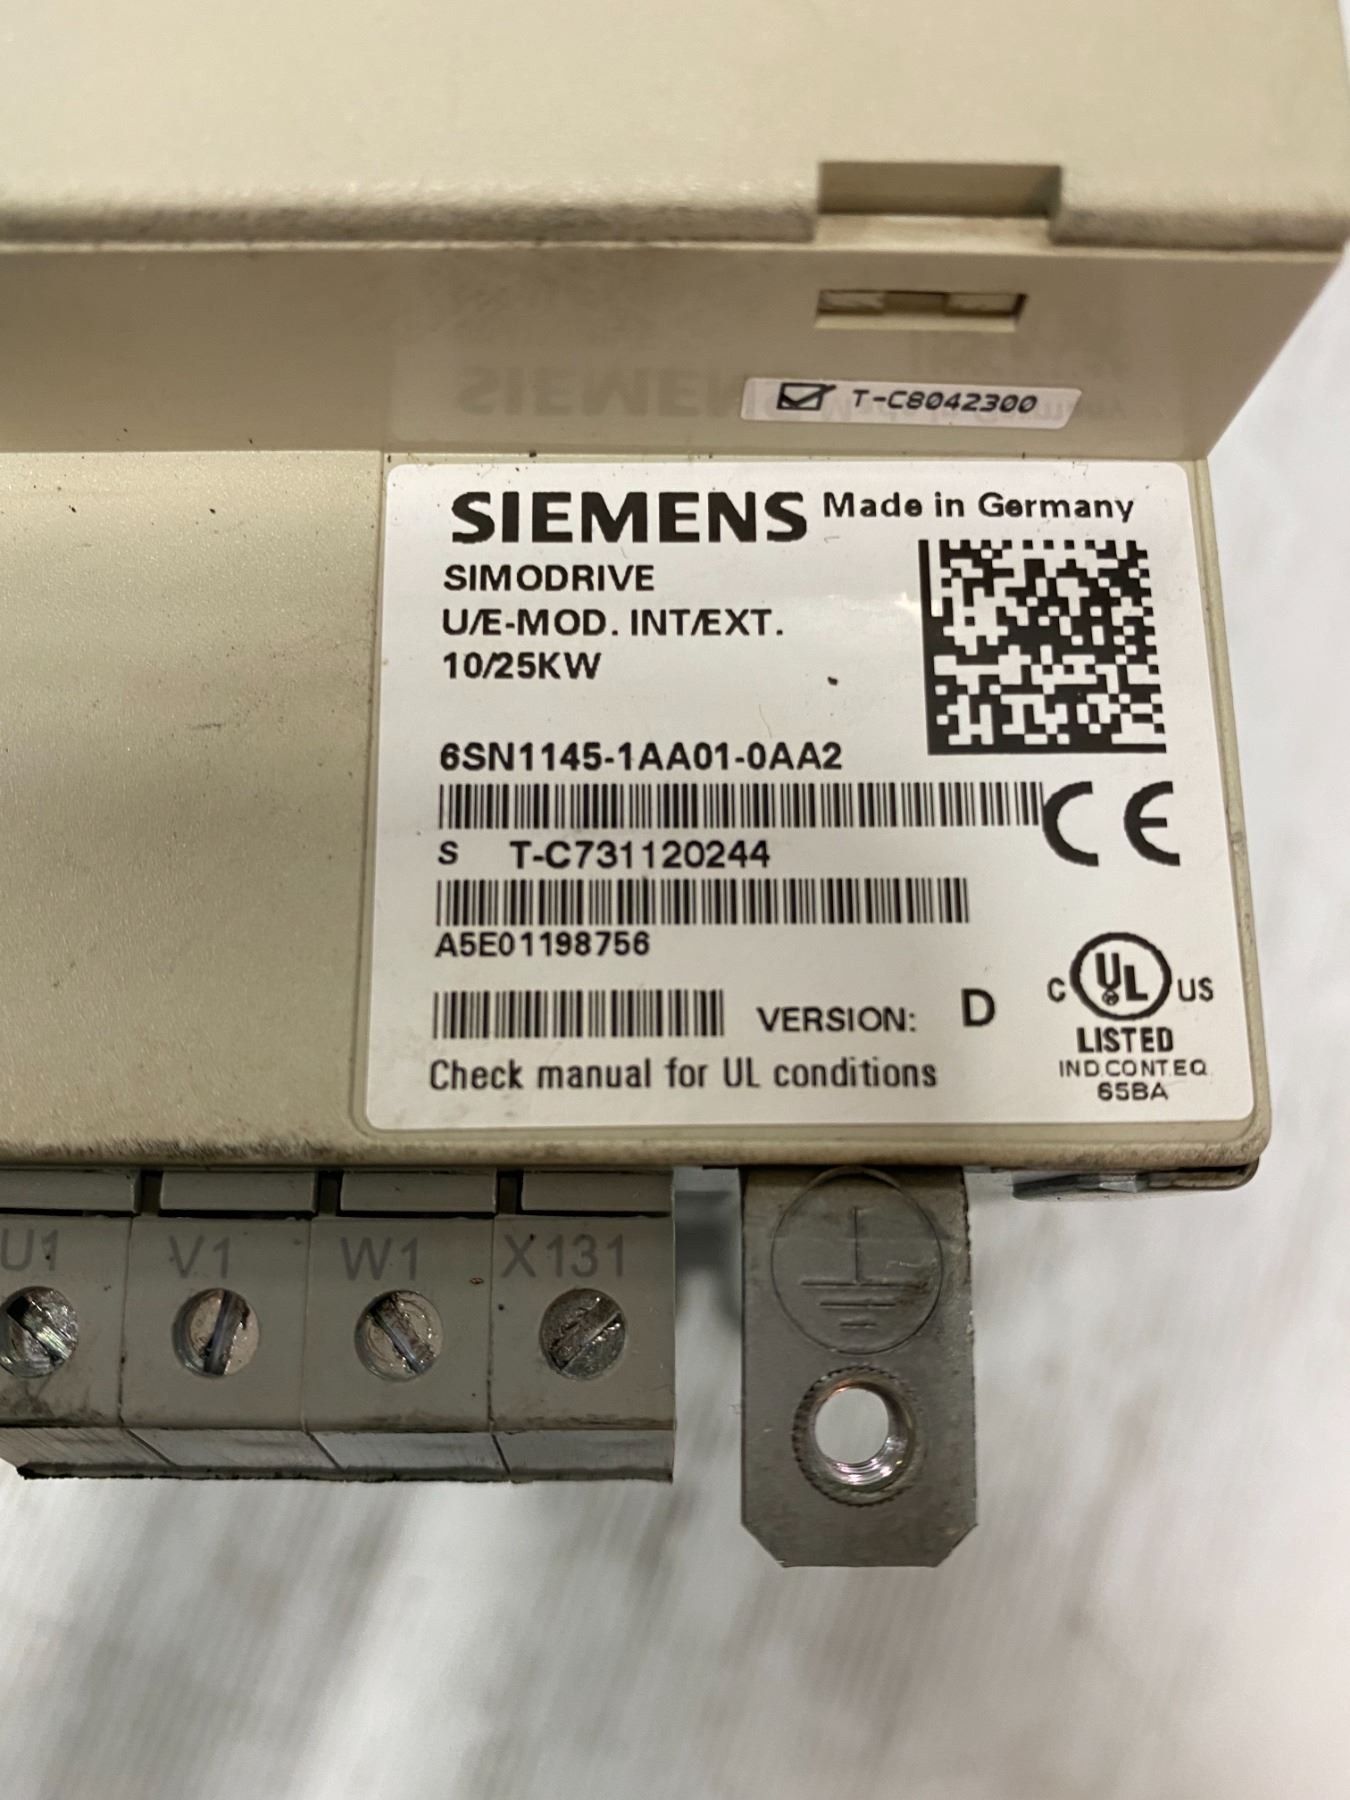 T-C8042300
SIEMENS Made in Germany
SIMODRIVE
U/E-MOD. INT/EXT.
10/25KW
6SN1145-1AA01-0AA2
CE
S T-C731120244
A5E01198756
VERSION: D
C UL US
LISTED
IND.CONT.EQ
65BA
Check manual for UL conditions
U1 V1 W1 X131